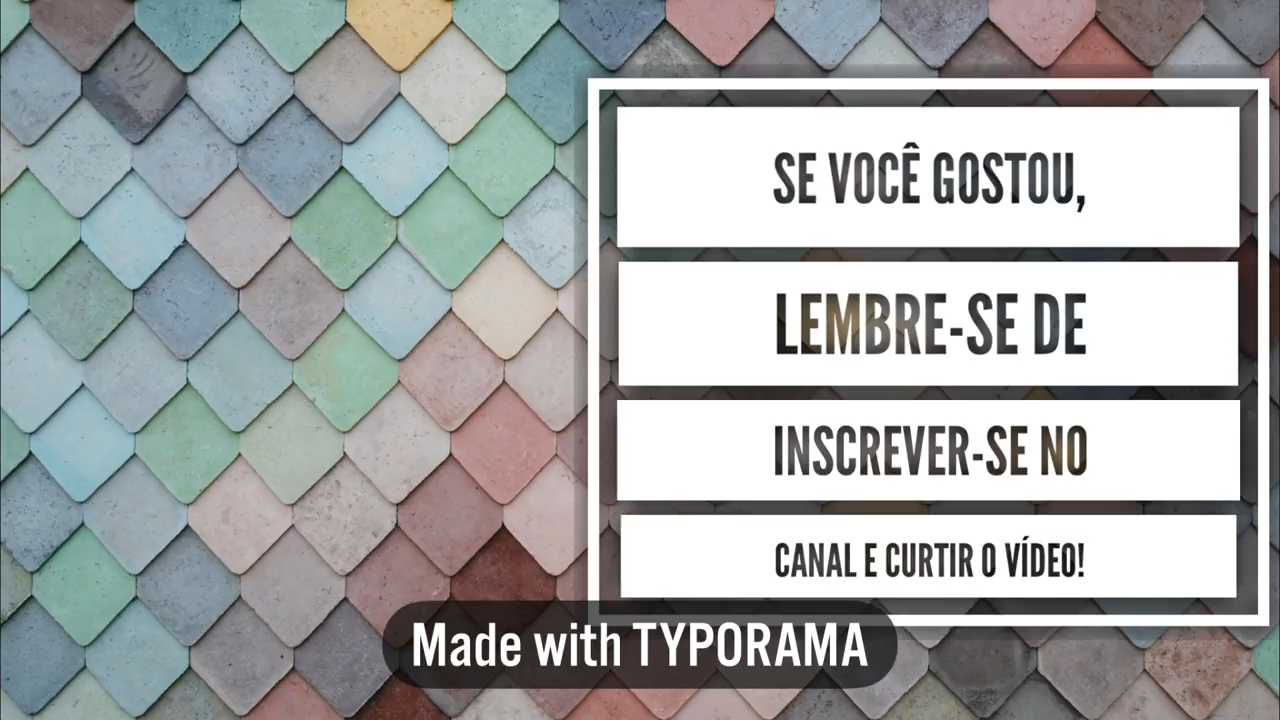 SE VOCÊ GOSTOU,
LEMBRE-SE DE
INSCREVER-SE NO
CANAL E CURTIR O VÍDEO!
Made with TYPORAMA